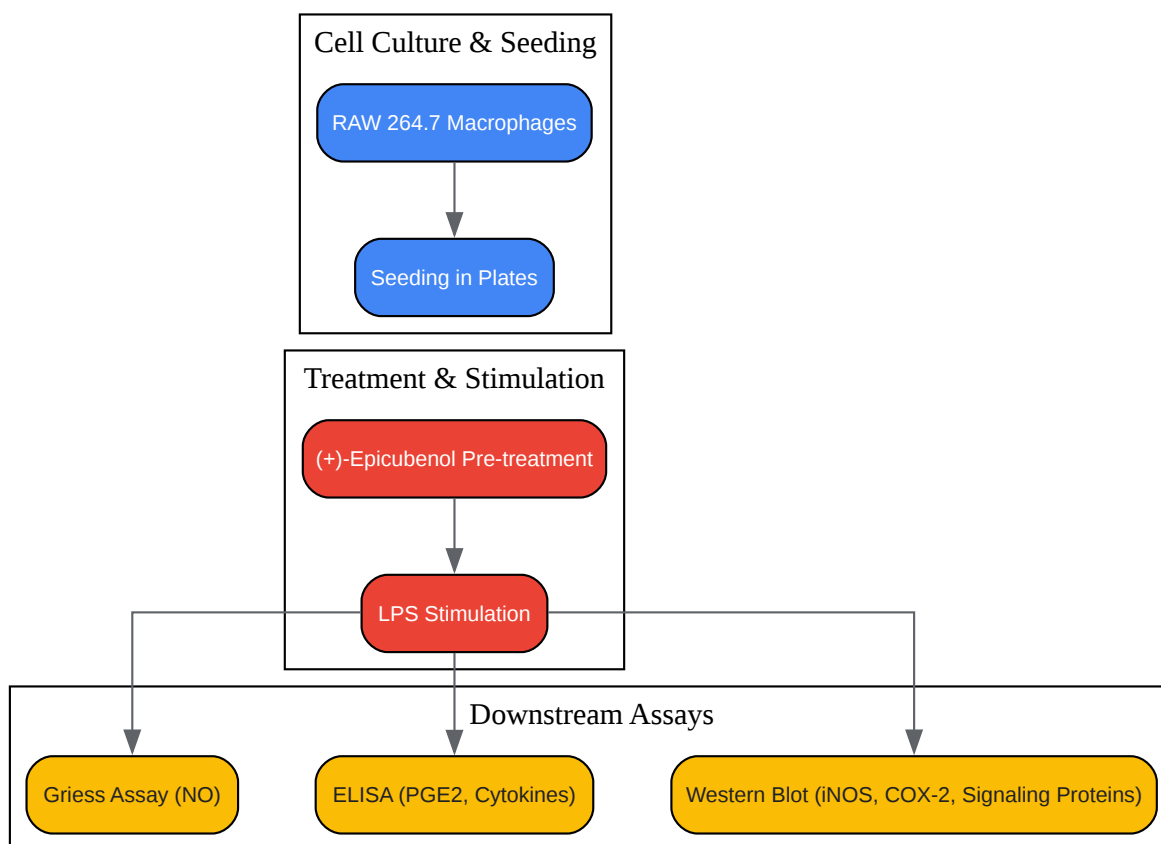 Cell Culture & Seeding
RAW 264.7 Macrophages
Seeding in Plates
Treatment & Stimulation
(+)-Epicubenol Pre-treatment
LPS Stimulation
Downstream Assays
Griess Assay (NO)
ELISA (PGE2, Cytokines)
Western Blot (iNOS, COX-2, Signaling Proteins)